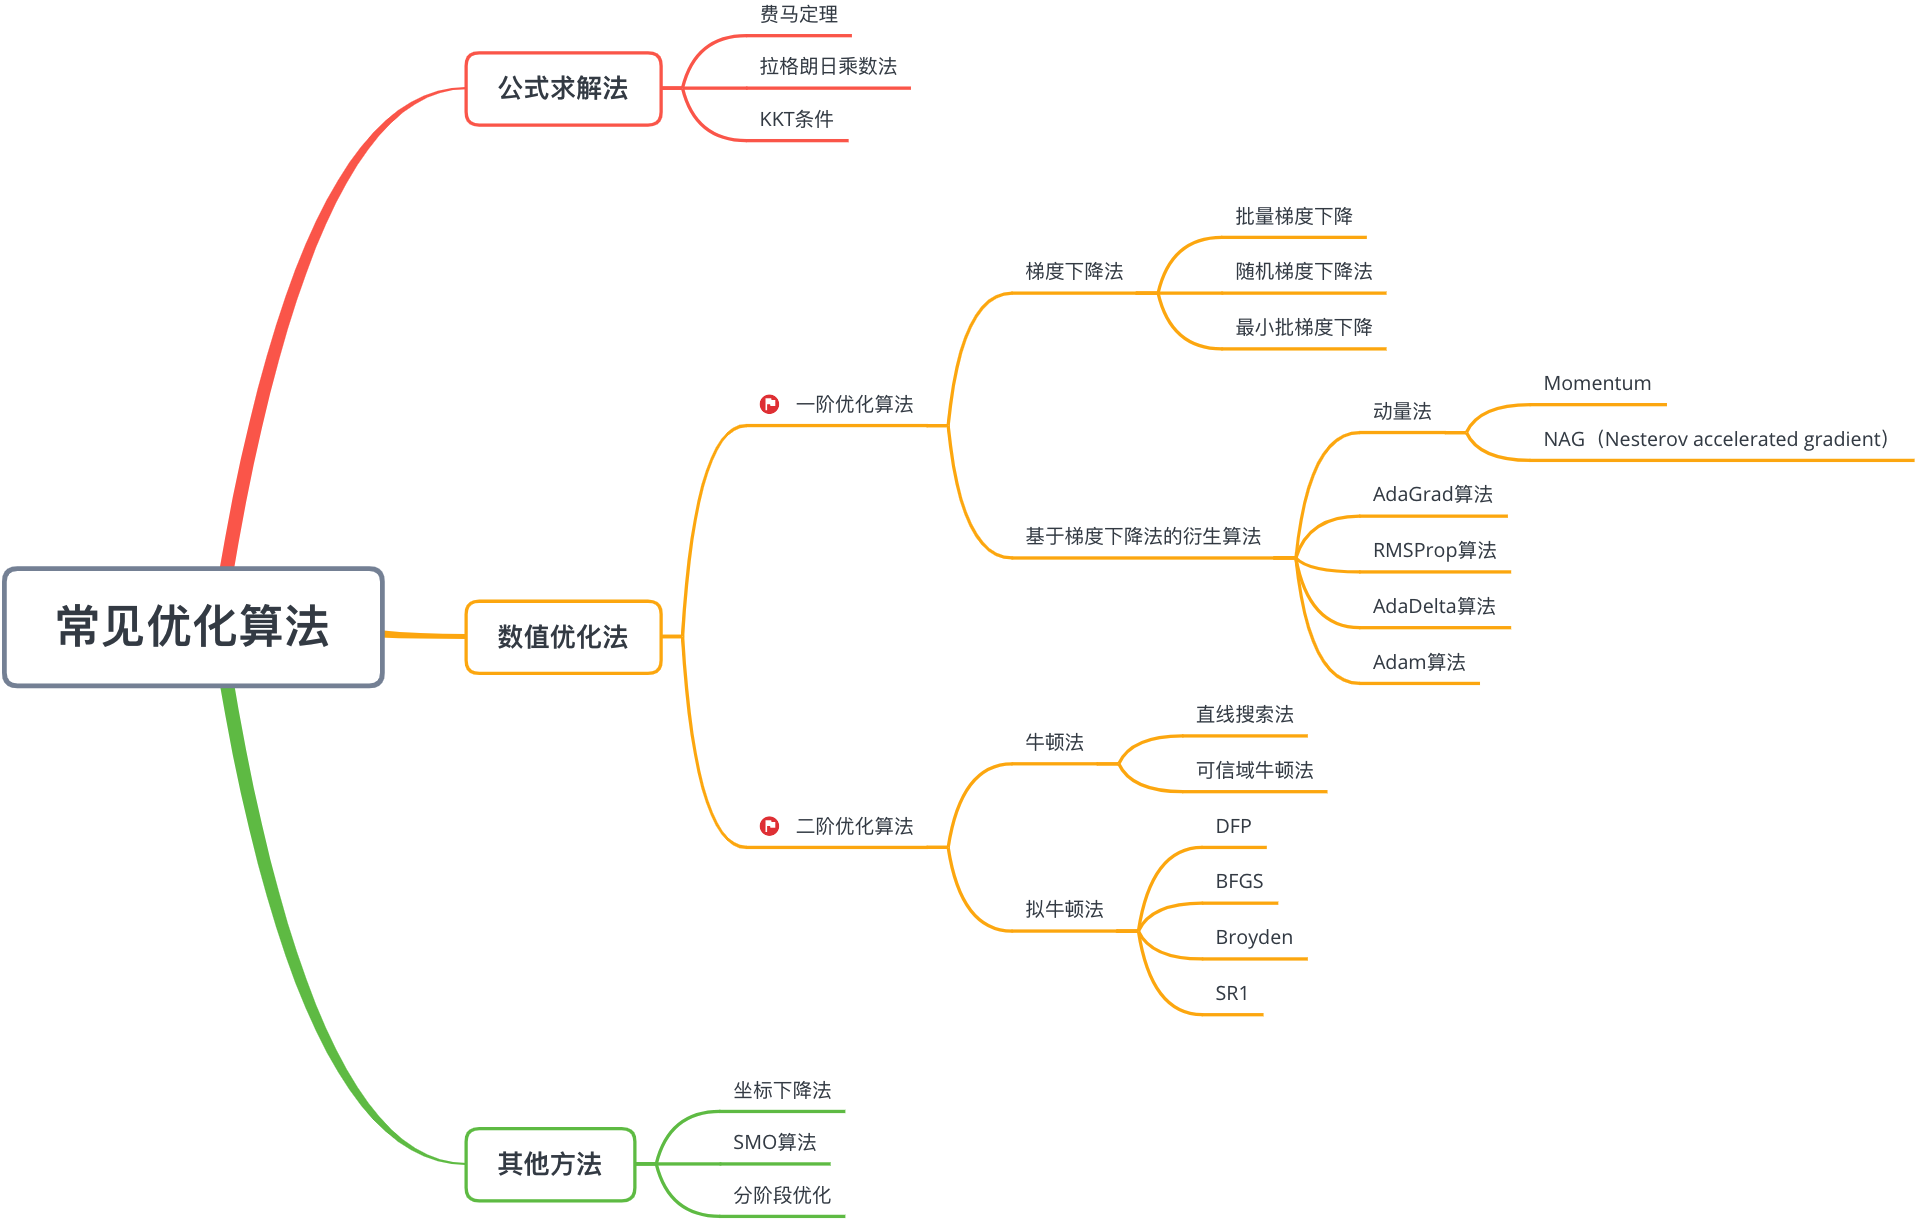 常见优化算法
公式求解法
费马定理
拉格朗日乘数法
KKT条件
数值优化法
一阶优化算法
梯度下降法
批量梯度下降
随机梯度下降法
最小批梯度下降
基于梯度下降法的衍生算法
动量法
Momentum
NAG（Nesterov accelerated gradient）
AdaGrad算法
RMSProp算法
AdaDelta算法
Adam算法
二阶优化算法
牛顿法
直线搜索法
可信域牛顿法
拟牛顿法
DFP
BFGS
Broyden
SR1
其他方法
坐标下降法
SMO算法
分阶段优化